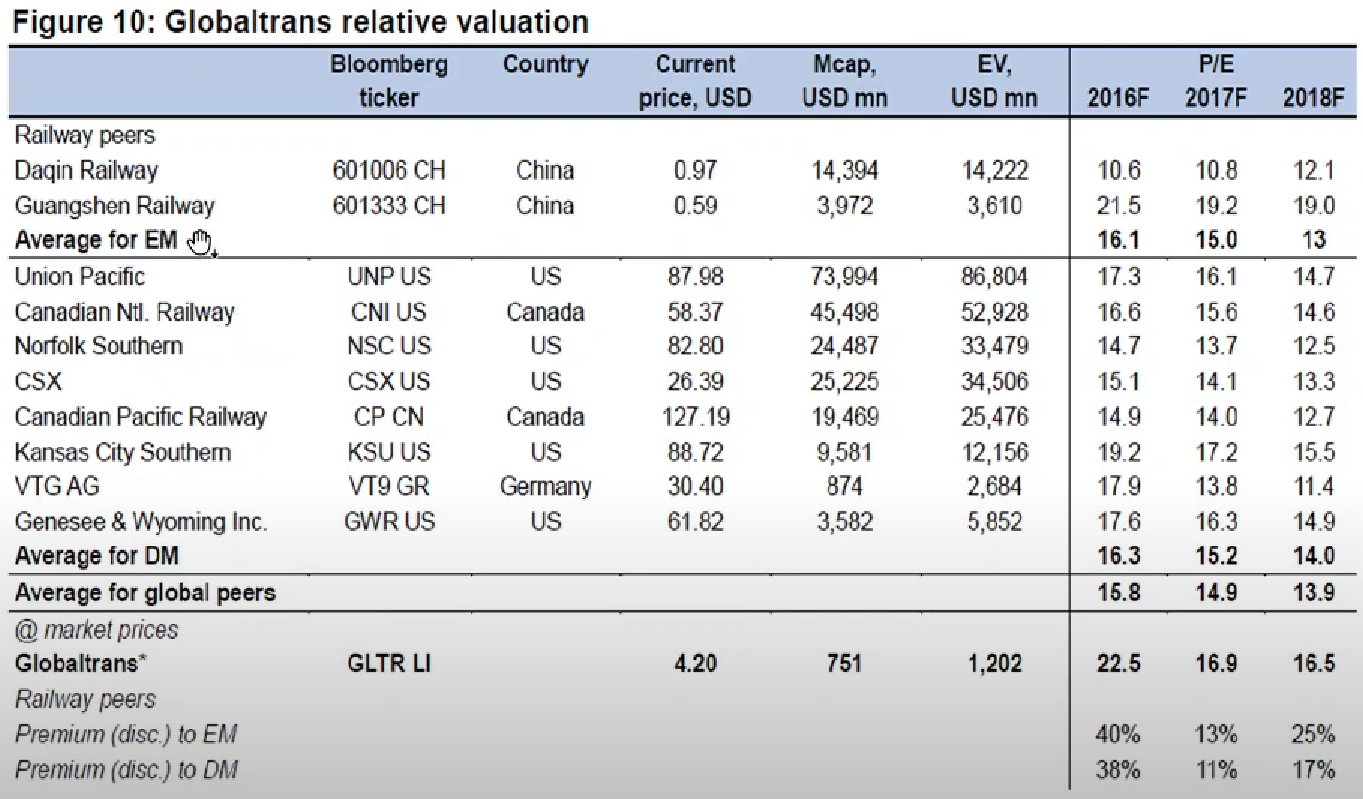 Figure 10: Globaltrans relative valuation
Bloomberg ticker Country Current price, USD Mcap, USD mn EV, USD mn P/E
2016F 2017F 2018F
Railway peers
Daqin Railway 601006 CH China 0.97 14,394 14,222 10.6 10.8 12.1
Guangshen Railway 601333 CH China 0.59 3,972 3,610 21.5 19.2 19.0
Average for EM 16.1 15.0 13
Union Pacific UNP US US 87.98 73,994 86,804 17.3 16.1 14.7
Canadian Ntl. Railway CNI US Canada 58.37 45,498 52,928 16.6 15.6 14.6
Norfolk Southern NSC US US 82.80 24,487 33,479 14.7 13.7 12.5
CSX CSX US US 26.39 25,225 34,506 15.1 14.1 13.3
Canadian Pacific Railway CP CN Canada 127.19 19,469 25,476 14.9 14.0 12.7
Kansas City Southern KSU US US 88.72 9,581 12,156 19.2 17.2 15.5
VTG AG VT9 GR Germany 30.40 874 2,684 17.9 13.8 11.4
Genesee & Wyoming Inc. GWR US US 61.82 3,582 5,852 17.6 16.3 14.9
Average for DM 16.3 15.2 14.0
Average for global peers 15.8 14.9 13.9
@ market prices
Globaltrans* GLTR LI 4.20 751 1,202 22.5 16.9 16.5
Railway peers
Premium (disc.) to EM 40% 13% 25%
Premium (disc.) to DM 38% 11% 17%